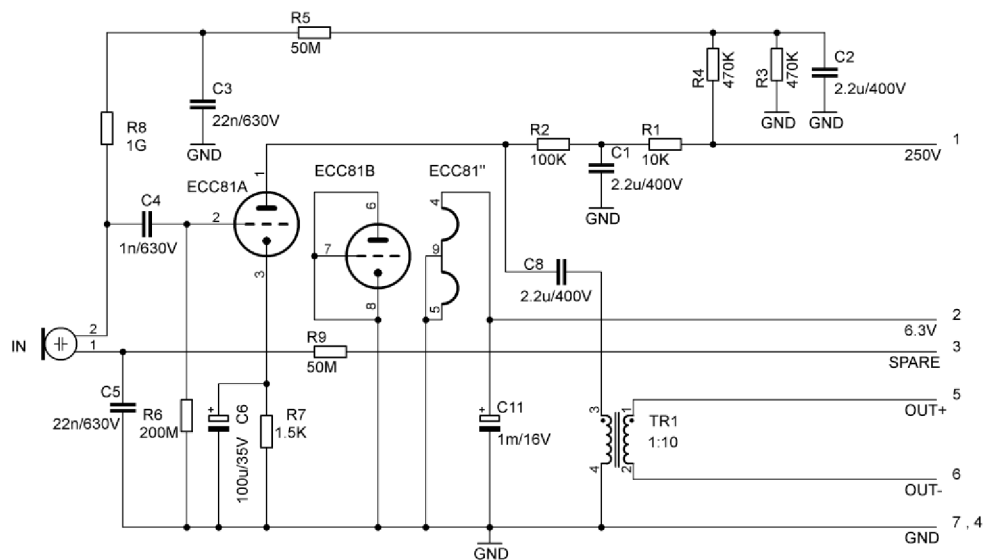 R5
50M
C3
22n/630V
GND
R8
1G
R4
470K
R3
470K
C2
2.2u/400V
GND
GND
R2
100K
C1
2.2u/400V
GND
R1
10K
1
250V
ECC81A
1
2
3
ECC81B
6
7
8
ECC81"
4
9
5
C4
1n/630V
C8
2.2u/400V
2
6.3V
IN
2
1
R9
50M
3
SPARE
C5
22n/630V
R6
200M
+
C6
100u/35V
R7
1.5K
+
C11
1m/16V
3
4
1
2
TR1
1:10
5
OUT+
6
OUT-
7 , 4
GND
GND